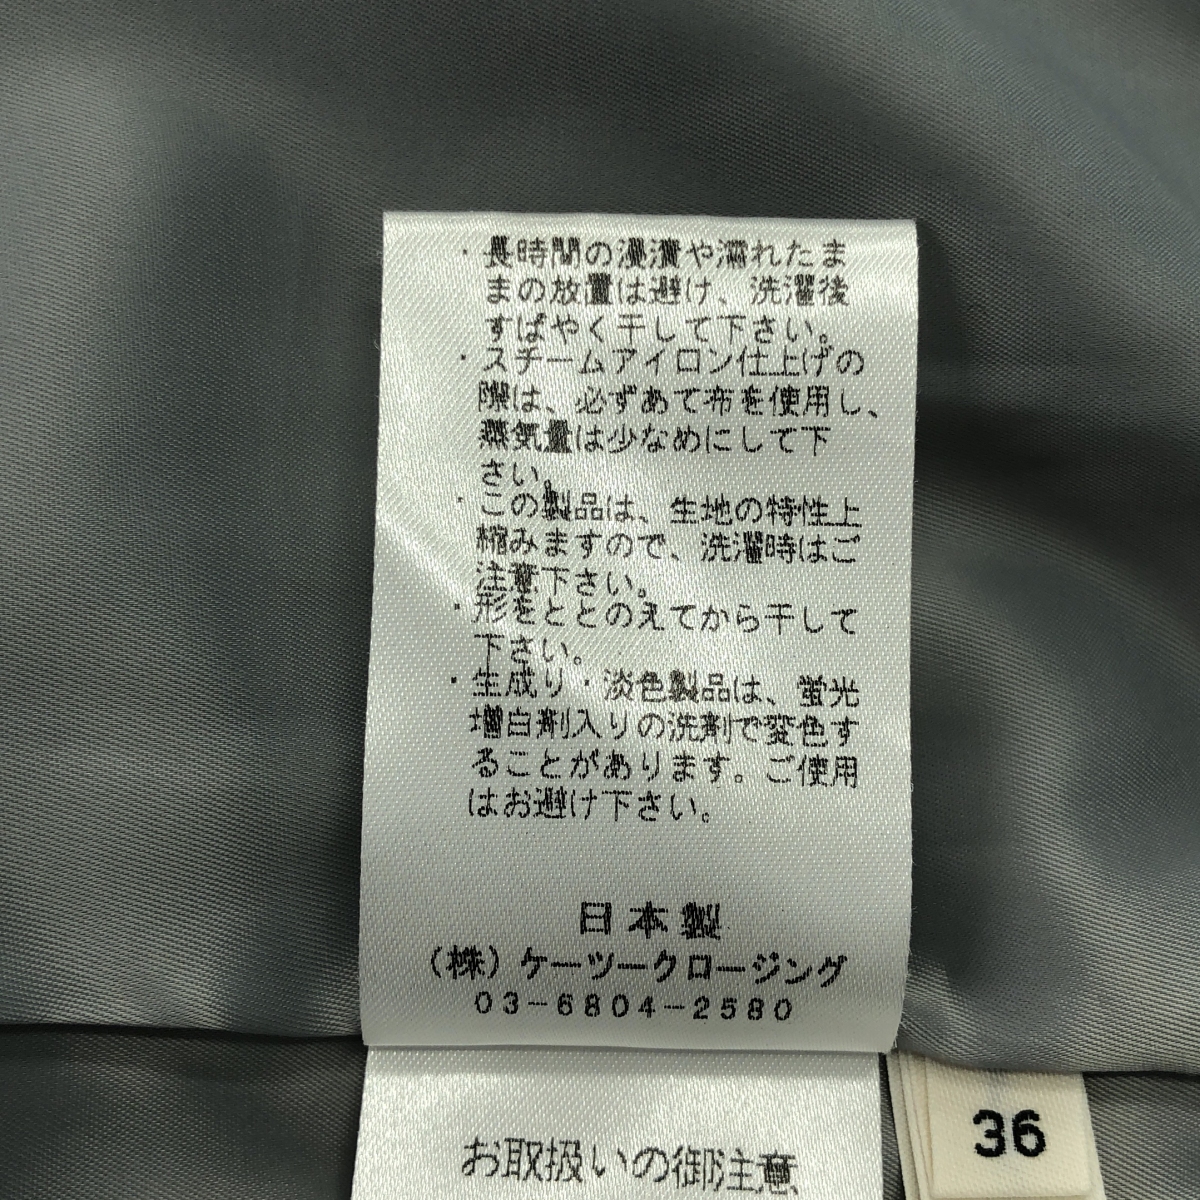 ・長時間の浸漬や濡れたま
まの放置は避け、洗濯後
すばやく干して下さい。
・スチームアイロン仕上げの
際は、必ずあて布を使用し、
蒸気量は少なめにして下
さい。
・この製品は、生地の特性上
縮みますので、洗濯時はご
注意下さい。
・形をととのえてから干して
下さい。
・生成り・淡色製品は、蛍光
増白剤入りの洗剤で変色す
ることがあります。ご使用
はお避け下さい。
日本製
(株)ケーツークロージング
03-6804-2580
お取扱いの御注意
36